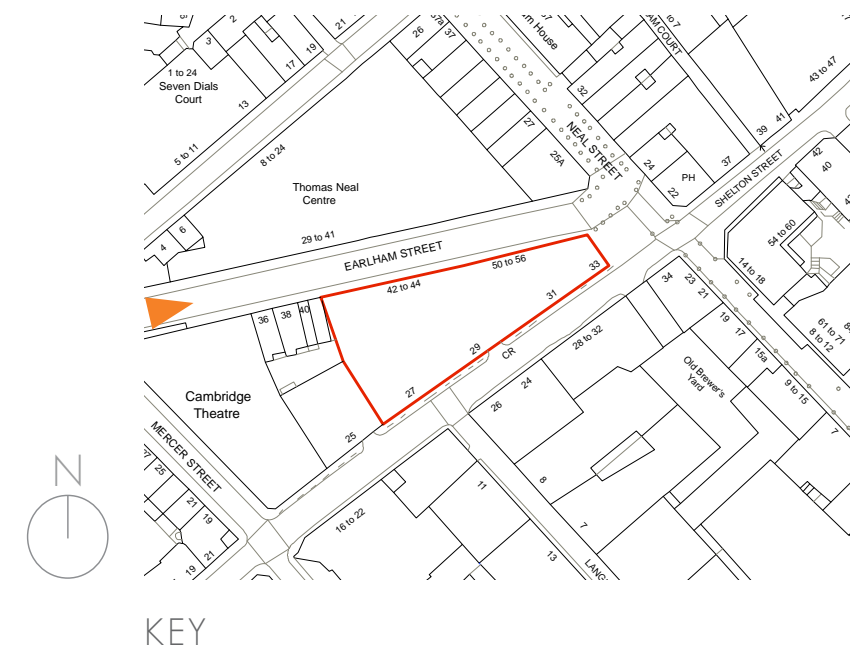 2
3
21
19
17
1 to 24
Seven Dials
Court
13
5 to 11
8 to 24
26
37a
37
House
32
27
25A
NEAL STREET
24
PH
22
37
39
41
43 to 47
SHELTON STREET
42
40
54 to 60
14 to 18
61 to 71
8 to 12
Thomas Neal
Centre
4
6
29 to 41
EARLHAM STREET
42 to 44
50 to 56
33
31
29
27
CR
36
38
40
Cambridge
Theatre
25
MERCER STREET
27
25
21
19
21
19
16 to 22
11
13
26
24
28 to 32
34
23
21
19
17
15a
9 to 15
7
Old Brewer's
Yard
8
7
N
KEY